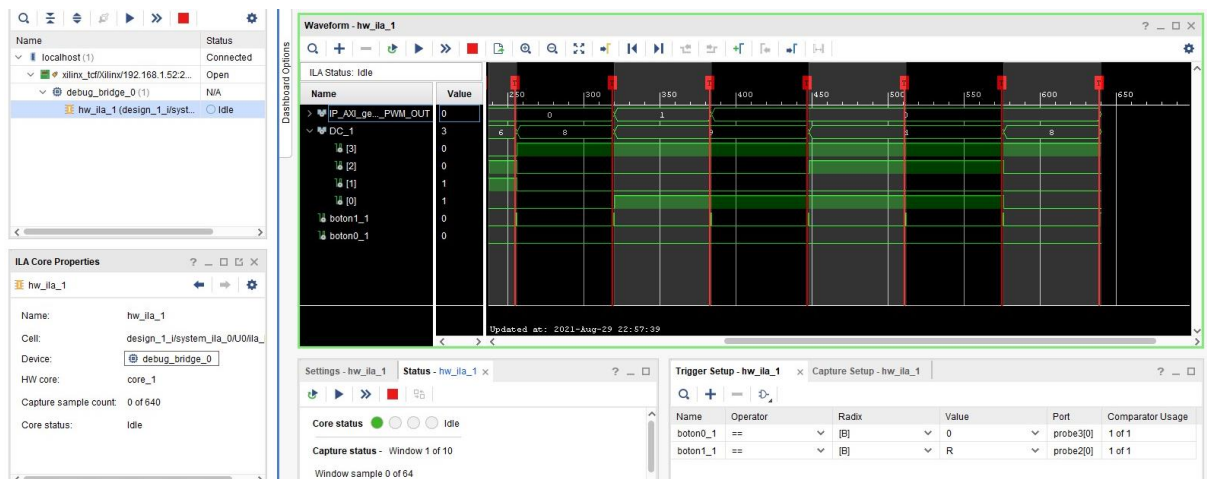 Name
Status
localhost (1)
Connected
xilinx_tcf/Xilinx/192.168.1.52:2...
Open
debug_bridge_0 (1)
N/A
hw_ila_1 (design_1_i/syst...
Idle
ILA Core Properties
? _ □ X
hw_ila_1
Name:
hw_ila_1
Cell:
design_1_i/system_ila_0/U0/ila_
Device:
debug_bridge_0
HW core:
core_1
Capture sample count:
0 of 640
Core status:
Idle
Dashboard Options
Waveform - hw_ila_1
? _ □ X
ILA Status: Idle
Name
Value
250 300 350 400 450 500 550 600 650
IP_AXI_ge..._PWM_OUT
0
0 1
DC_1
3
6 8 8
[3]
0
[2]
0
[1]
1
[0]
1
boton1_1
0
boton0_1
0
Updated at: 2021-Aug-29 22:57:39
Settings - hw_ila_1
Status - hw_ila_1 ×
? _ □
Core status
Idle
Capture status - Window 1 of 10
Window sample 0 of 64
Trigger Setup - hw_ila_1 ×
Capture Setup - hw_ila_1
? _ □
Name Operator Radix Value Port Comparator Usage
boton0_1 == [B] 0 probe3[0] 1 of 1
boton1_1 == [B] R probe2[0] 1 of 1